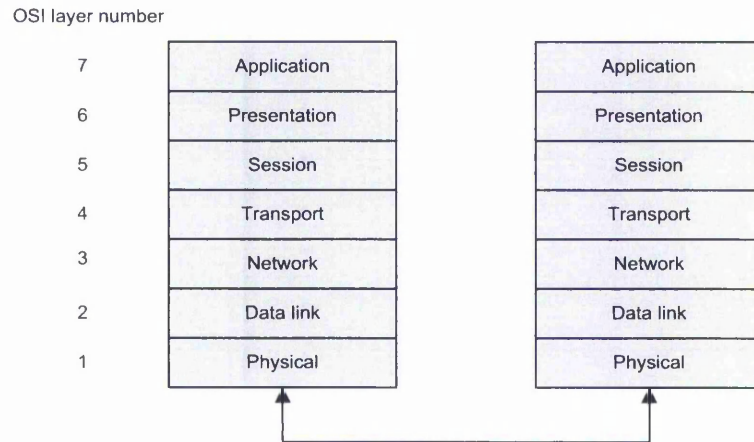 OSI layer number
7 Application Application
6 Presentation Presentation
5 Session Session
4 Transport Transport
3 Network Network
2 Data link Data link
1 Physical Physical